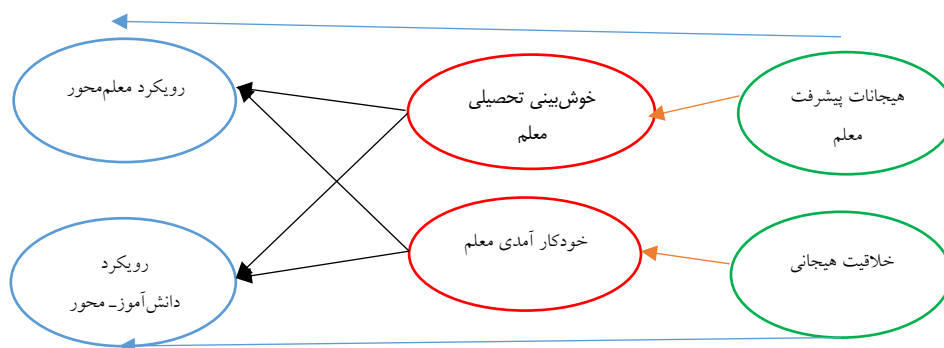 هیجانات پیشرفت
معلم
خوش‌بینی تحصیلی
معلم
رویکرد معلم‌محور
خلاقیت هیجانی
خودکار آمدی معلم
رویکرد
دانش‌آموز- محور